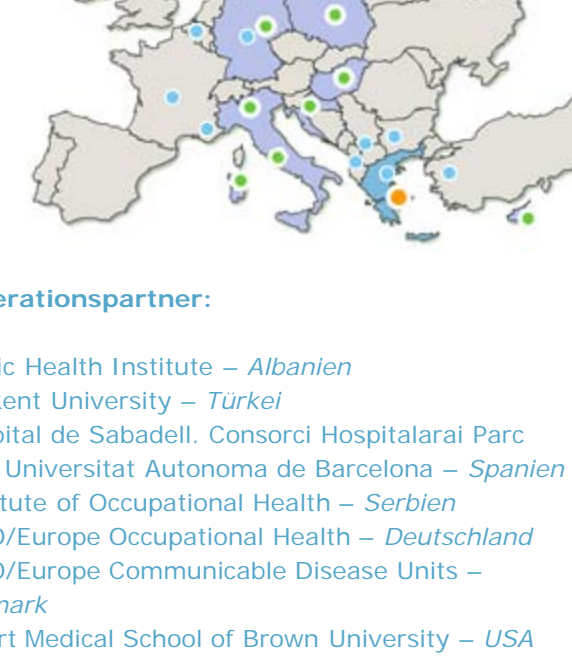 erationspartner:
ic Health Institute – Albanien
ent University – Türkei
pital de Sabadell. Consorci Hospitalarai Parc
Universitat Autonoma de Barcelona – Spanien
tute of Occupational Health – Serbien
/Europe Occupational Health – Deutschland
/Europe Communicable Disease Units –
mark
rt Medical School of Brown University – USA